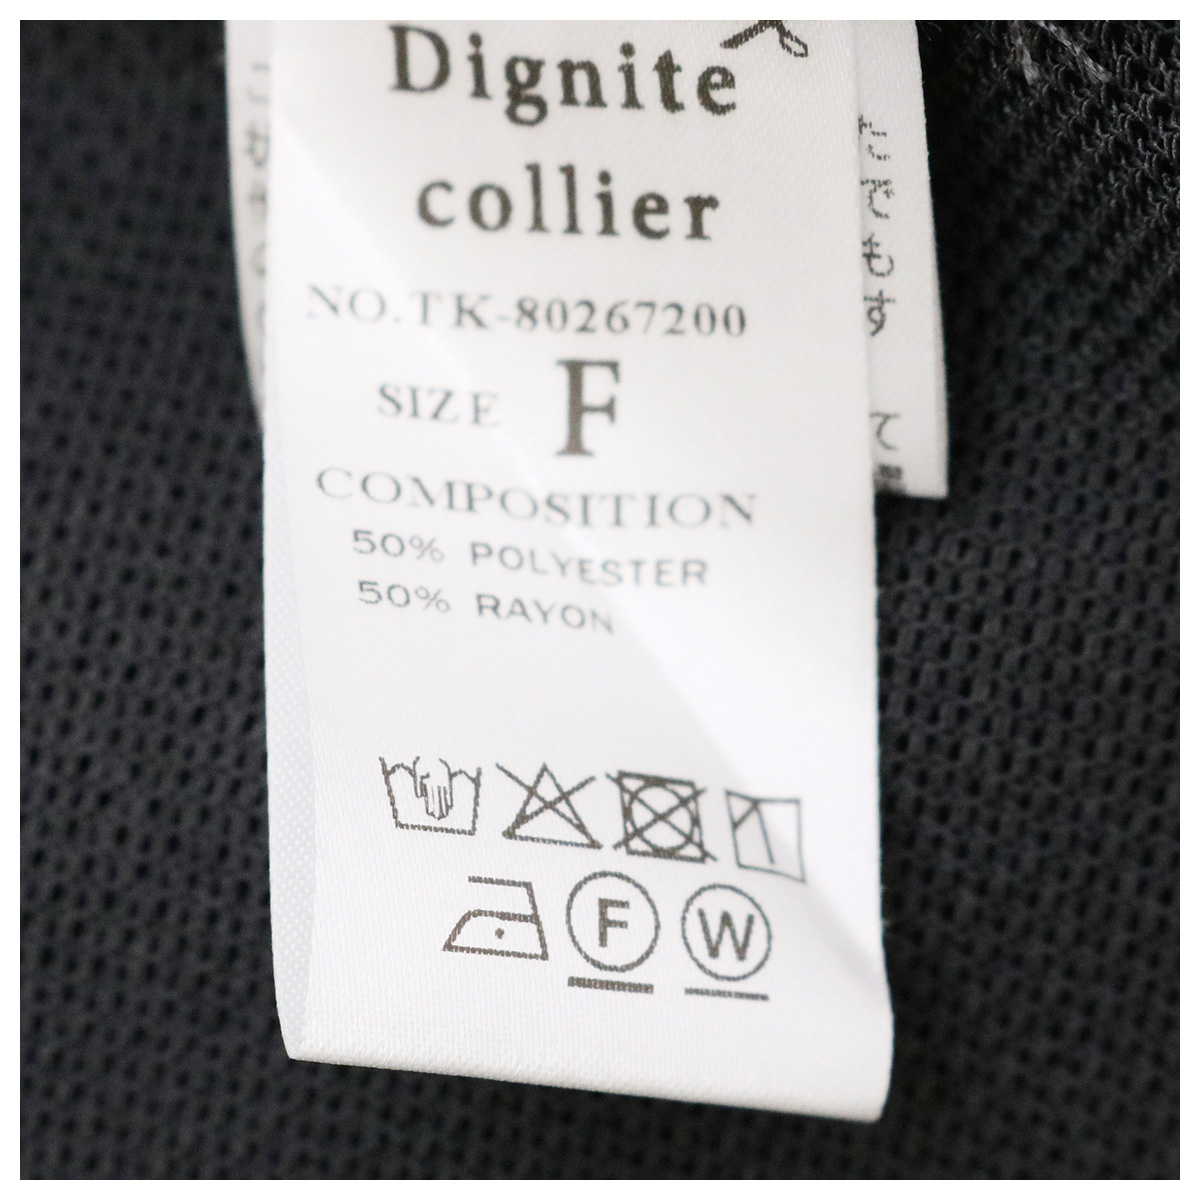 Dignite
collier
NO.TK-80267200
SIZE F
COMPOSITION
50% POLYESTER
50% RAYON
F W